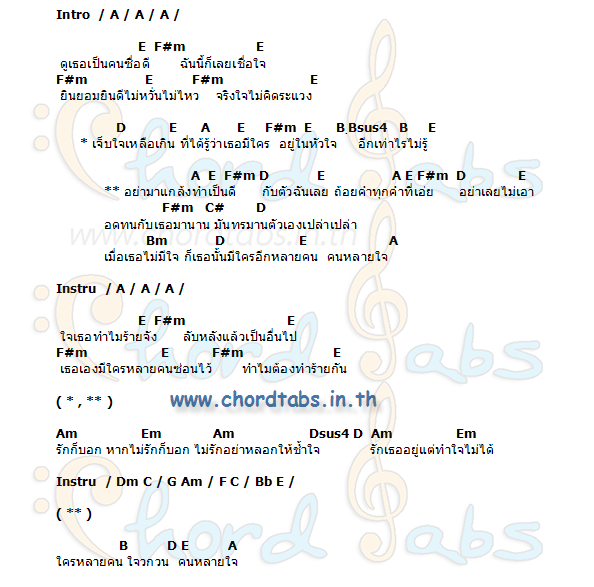 Intro / A / A / A /
E F#m E
ดูเธอเป็นคนซื่อดี ฉันนี้ก็เลยเชื่อใจ
F#m E F#m E
ยินยอมยินดีไม่หวั่นไม่ไหว จริงใจไม่คิดระแวง
D E A E F#m E B Bsus4 B E
* เจ็บใจเหลือเกิน ที่ได้รู้ว่าเธอมีใคร อยู่ในหัวใจ อีกเท่าไรไม่รู้
A E F#m D E A E F#m D E
** อย่ามาแกล้งทำเป็นดี กับตัวฉันเลย ถ้อยคำทุกคำที่เอ่ย อย่าเลยไม่เอา
F#m C# D
อดทนกับเธอมานาน มันทรมานตัวเองเปล่าเปล่า
www.chordtabs.in.th
Bm D E A
เมื่อเธอไม่มีใจ ก็เธอนั้นมีใครอีกหลายคน คนหลายใจ
Instru / A / A / A /
E F#m E
ใจเธอทำไมร้ายจัง ลับหลังแล้วเป็นอื่นไป
F#m E F#m E
เธอเองมีใครหลายคนซ่อนไว้ ทำไมต้องทำร้ายกัน
( * , ** ) www.chordtabs.in.th
Am Em Am Dsus4 D Am Em
รักก็บอก หากไม่รักก็บอก ไม่รักอย่าหลอกให้ช้ำใจ รักเธออยู่แต่ทำใจไม่ได้
Instru / Dm C / G Am / F C / Bb E /
( ** )
B D E A
ใครหลายคน ใจวกวน คนหลายใจ